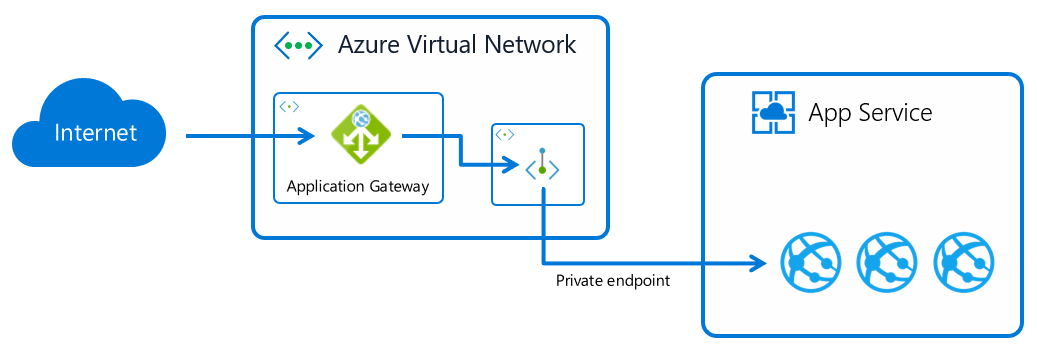 Azure Virtual Network
Internet
Application Gateway
App Service
Private endpoint